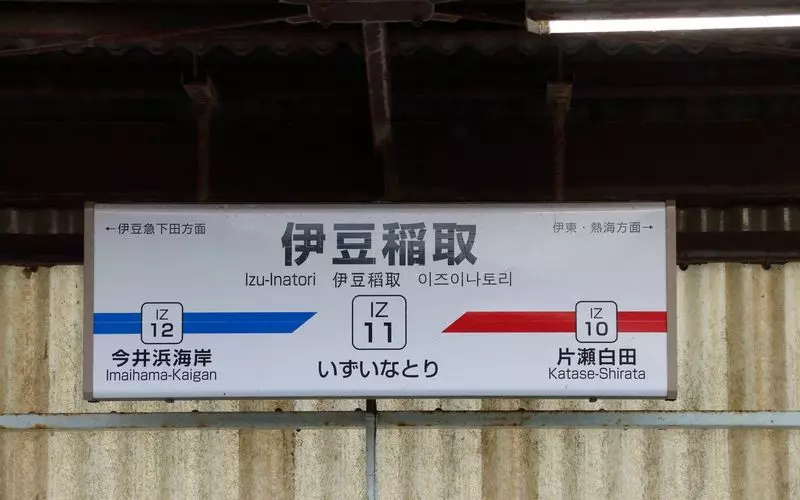 ←伊豆急下田方面
伊豆稲取
伊東・熱海方面→
Izu-Inatori 伊豆稲取 이즈이나토리
IZ
12
IZ
11
IZ
10
今井浜海岸
Imaihama-Kaigan
いずいなとり
片瀬白田
Katase-Shirata